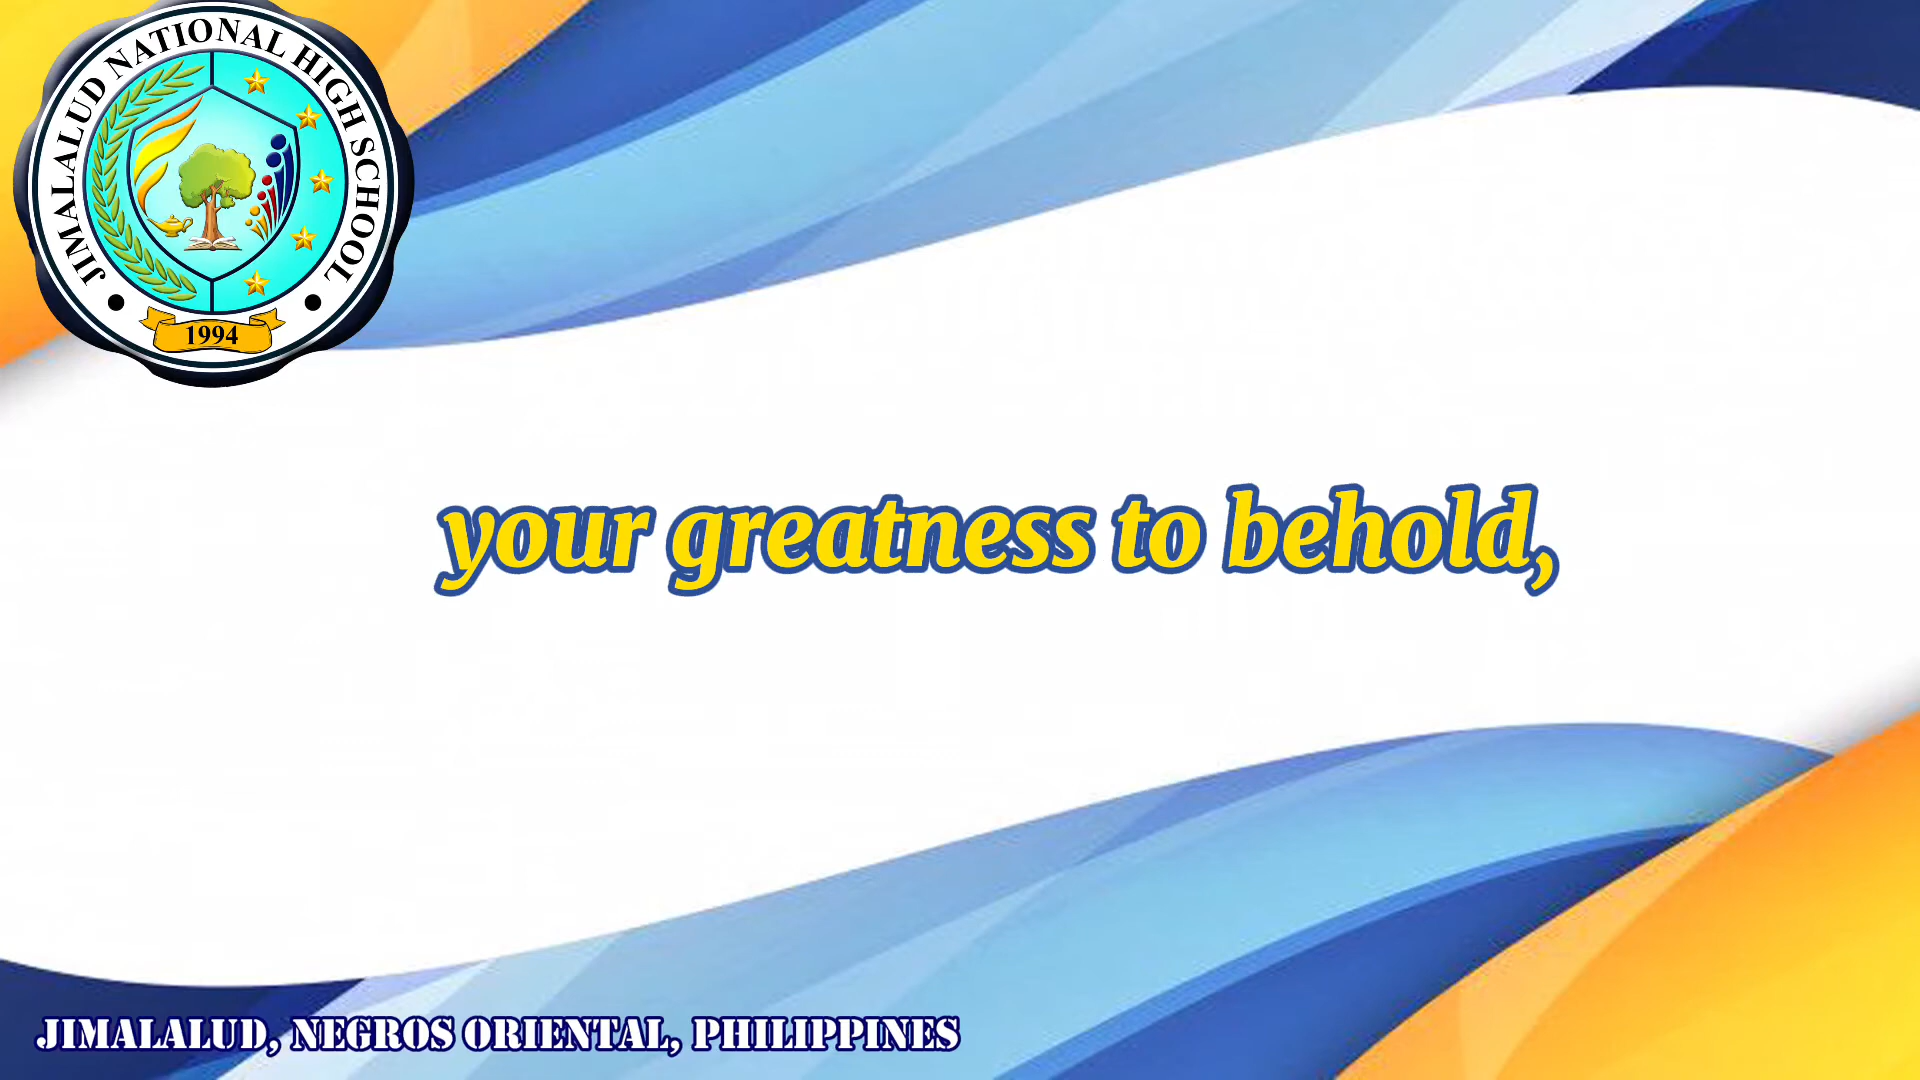 JIMALALUD NATIONAL HIGH SCHOOL
1994
your greatness to behold,
JIMALALUD, NEGROS ORIENTAL, PHILIPPINES